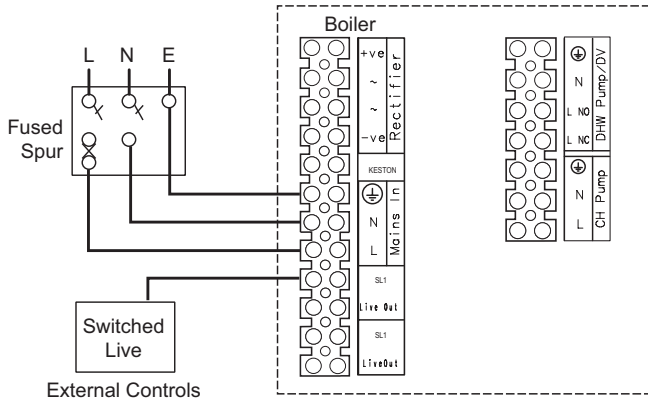 Boiler
L N E
Fused
Spur
+ve
~
~
-ve
Rectifier
KESTON
N
L
Mains In
SL1
Live Out
SL1
LiveOut
Switched
Live
External Controls
N
L NO
L NC
DHW Pump/DV
N
L
CH Pump